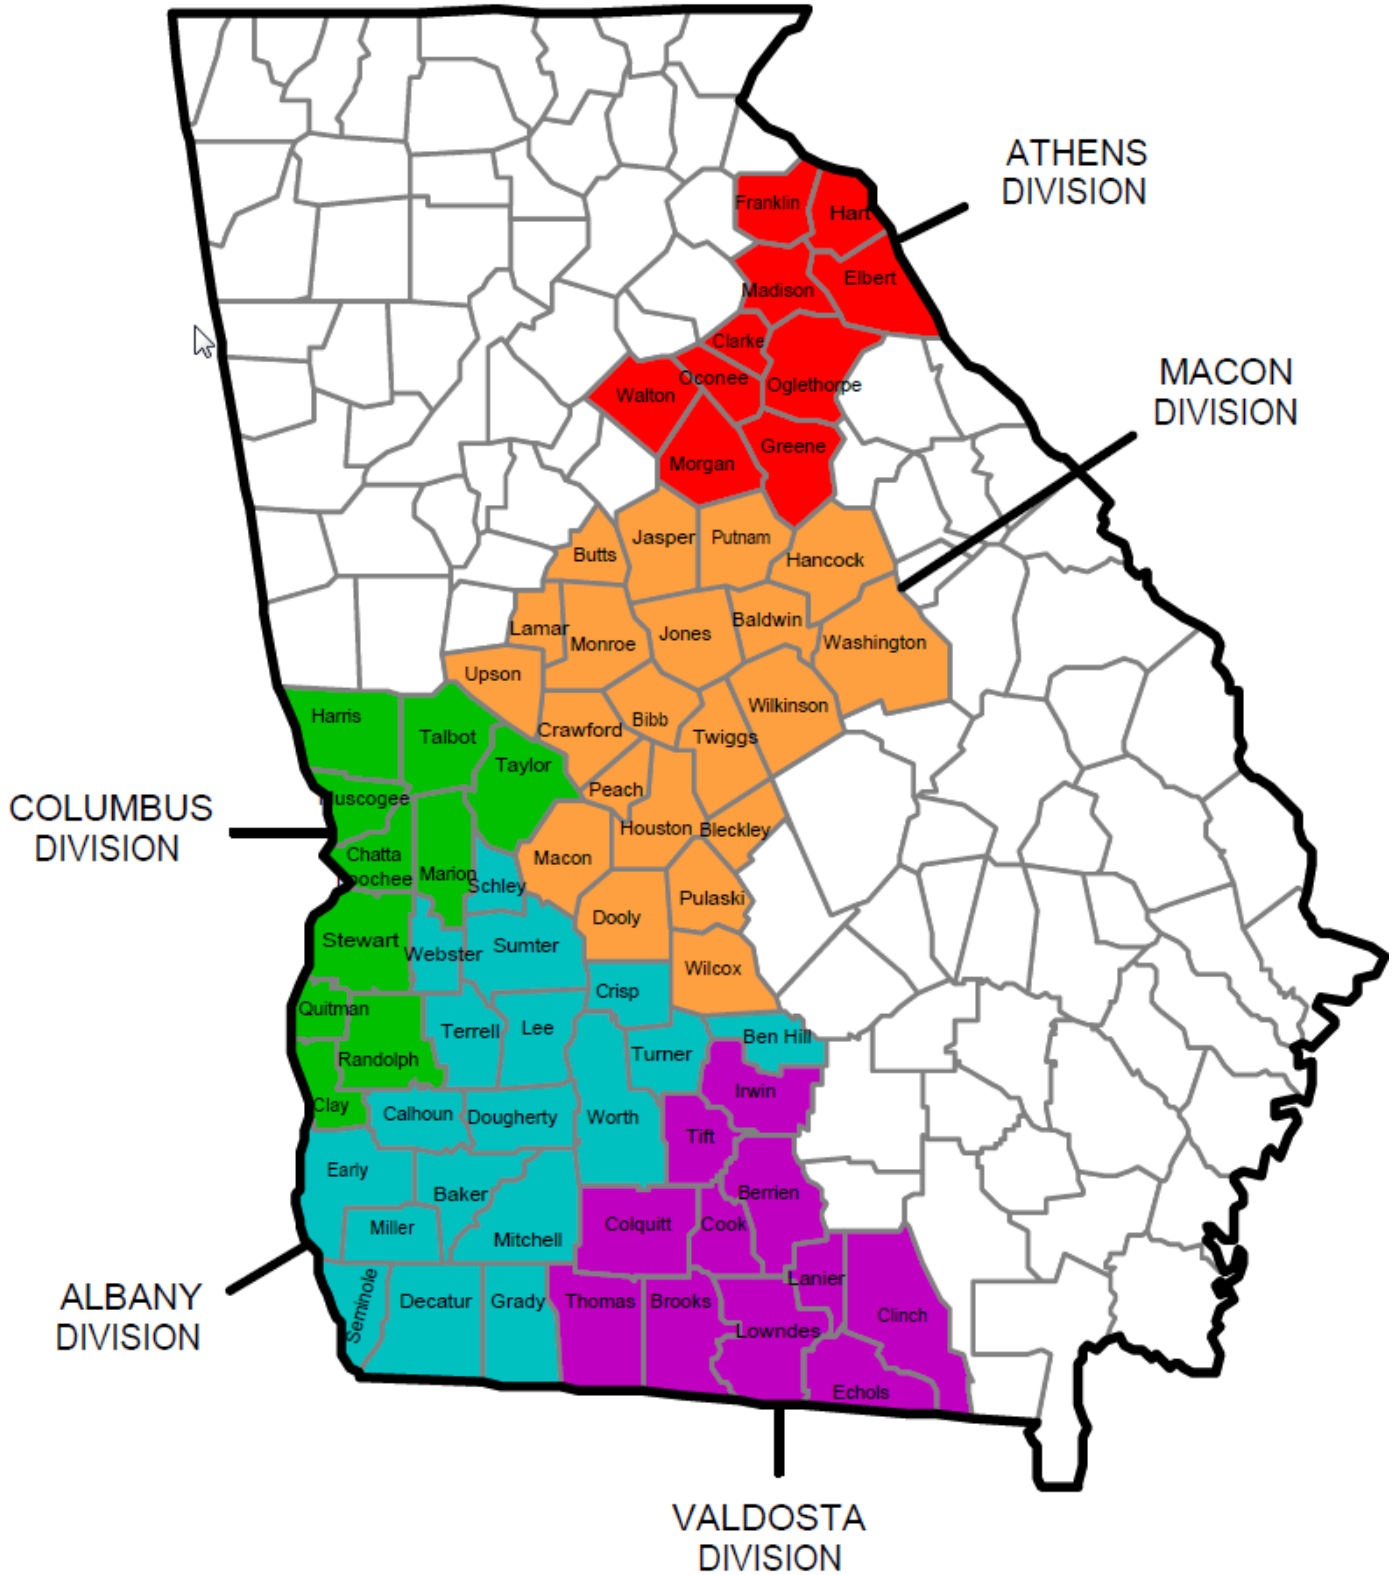 ATHENS
DIVISION
Franklin
Hart
Elbert
Madison
Clarke
Oconee
Oglethorpe
Walton
Greene
Morgan
MACON
DIVISION
Jasper
Putnam
Butts
Hancock
Lamar
Monroe
Jones
Baldwin
Washington
Upson
Wilkinson
Crawford
Bibb
Twiggs
Peach
Houston
Bleckley
Macon
Pulaski
Dooly
Wilcox
Harris
Talbot
Taylor
Muscogee
COLUMBUS
DIVISION
Chatta
hoochee
Marion
Schley
Stewart
Webster
Sumter
Quitman
Crisp
Terrell
Lee
Randolph
Turner
Ben Hill
Clay
Calhoun
Dougherty
Worth
Irwin
Tift
Early
Baker
Berrien
Miller
Mitchell
Colquitt
Cook
ALBANY
DIVISION
Seminole
Decatur
Grady
Thomas
Brooks
Lanier
Clinch
Lowndes
Echols
VALDOSTA
DIVISION